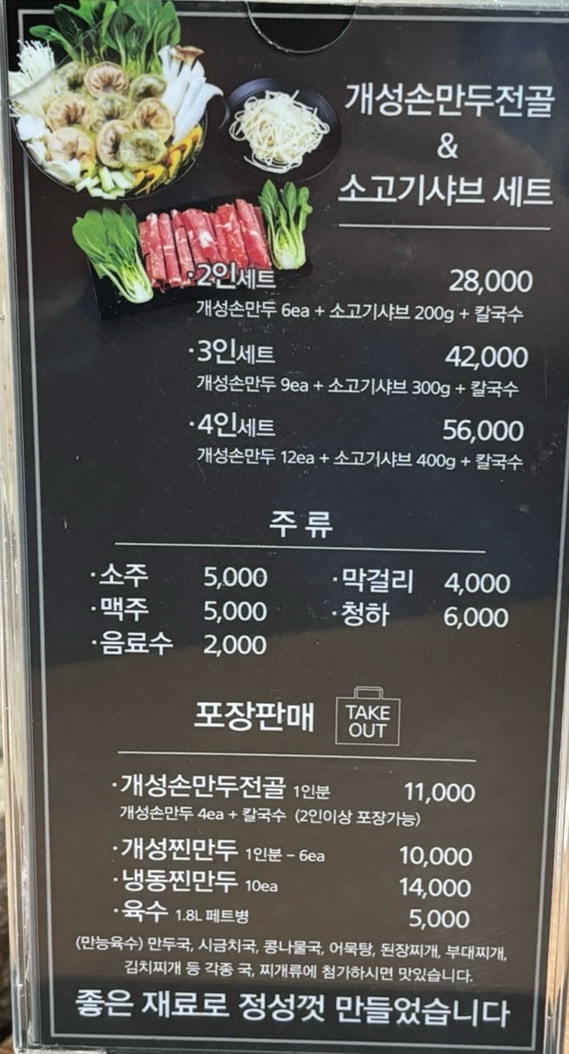 개성손만두전골
&
소고기샤브 세트
·2인세트 28,000
개성손만두 6ea + 소고기샤브 200g + 칼국수
·3인세트 42,000
개성손만두 9ea + 소고기샤브 300g + 칼국수
·4인세트 56,000
개성손만두 12ea + 소고기샤브 400g + 칼국수
주 류
·소주 5,000 ·막걸리 4,000
·맥주 5,000 ·청하 6,000
·음료수 2,000
포장판매 TAKE OUT
·개성손만두전골 1인분 11,000
개성손만두 4ea + 칼국수 (2인이상 포장가능)
·개성찐만두 1인분 – 6ea 10,000
·냉동찐만두 10ea 14,000
·육수 1.8L 페트병 5,000
(만능육수) 만두국, 시금치국, 콩나물국, 어묵탕, 된장찌개, 부대찌개,
김치찌개 등 각종 국, 찌개류에 첨가하시면 맛있습니다.
좋은 재료로 정성껏 만들었습니다